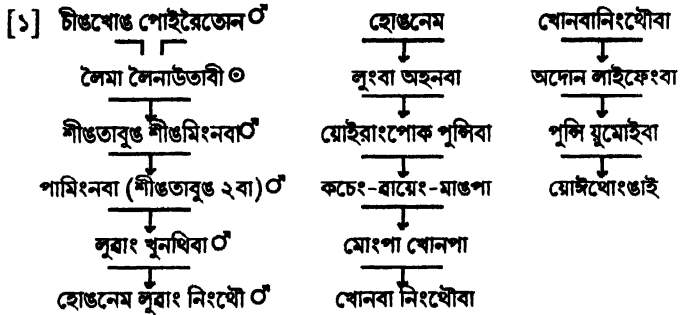 [১] চীঙখোঙ পোইরৈতোন ♂
লৈমা লৈনাউতাবী ⊙
শীঙতাবুঙ শীঙমিংনবা ♂
পামিংনবা (শীঙতাবুঙ ২বা) ♂
লুৱাং খুনথিবা ♂
হোঙনেম লুৱাং নিংথৌ ♂
হোঙনেম
লুংবা অহনবা
য়োইরাংপোক পুন্সিবা
কচেং-ৱায়েং-মাঙপা
মোংপা খোনপা
খোনবা নিংথৌবা
খোনবানিংথৌবা
অদোন লাইফেংবা
পুন্সি য়ুমোইবা
য়োঈথোংঙাই